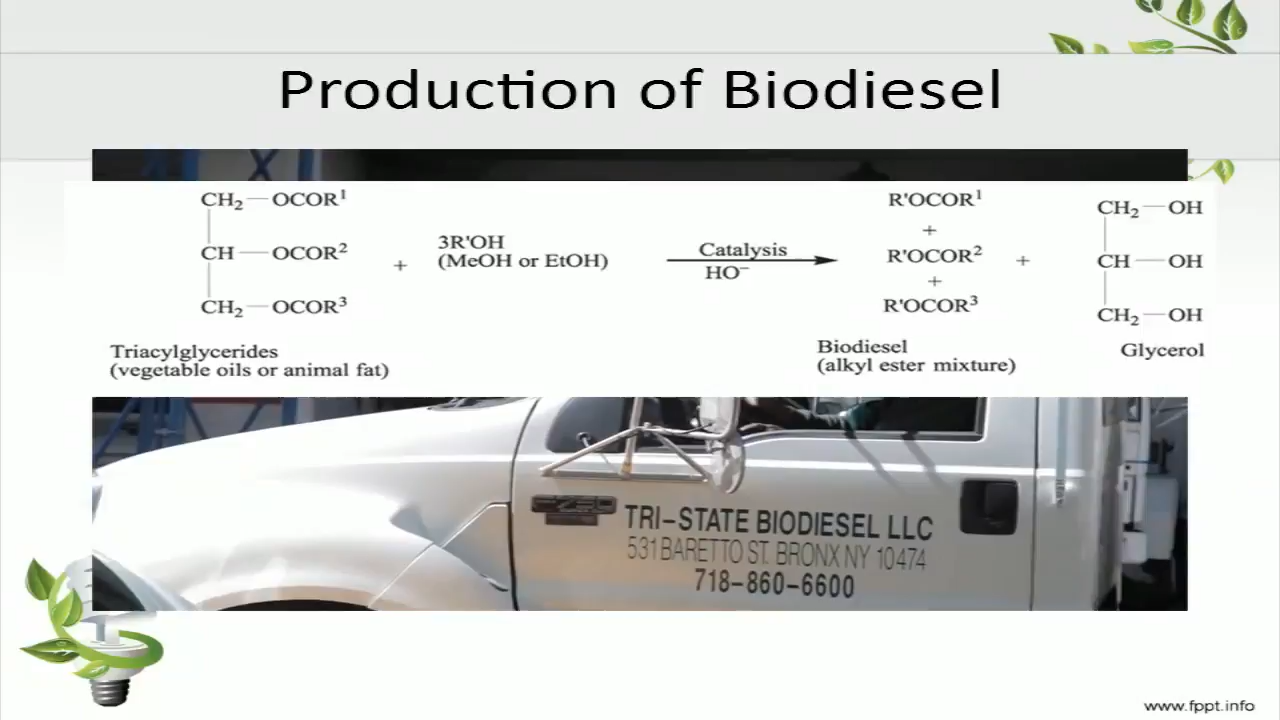 Production of Biodiesel
CH₂—OCOR¹
CH—OCOR²
CH₂—OCOR³
+
3R'OH
(MeOH or EtOH)
Catalysis
HO⁻
R'OCOR¹
+
R'OCOR²
+
R'OCOR³
+
CH₂—OH
CH—OH
CH₂—OH
Triacylglycerides
(vegetable oils or animal fat)
Biodiesel
(alkyl ester mixture)
Glycerol
TRI-STATE BIODIESEL LLC
531 BARETTO ST. BRONX NY 10474
718-860-6600
www.fppt.info